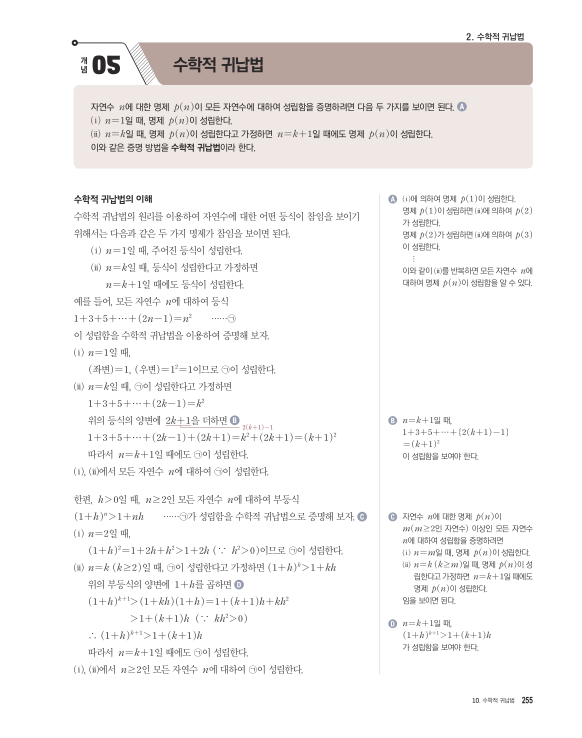 2. 수학적 귀납법
개념 05 수학적 귀납법
자연수 n에 대한 명제 p(n)이 모든 자연수에 대하여 성립함을 증명하려면 다음 두 가지를 보이면 된다. A
(ⅰ) n=1일 때, 명제 p(n)이 성립한다.
(ⅱ) n=k일 때, 명제 p(n)이 성립한다고 가정하면 n=k+1일 때에도 명제 p(n)이 성립한다.
이와 같은 증명 방법을 수학적 귀납법이라 한다.
수학적 귀납법의 이해
수학적 귀납법의 원리를 이용하여 자연수에 대한 어떤 등식이 참임을 보이기
위해서는 다음과 같은 두 가지 명제가 참임을 보이면 된다.
(ⅰ) n=1일 때, 주어진 등식이 성립한다.
(ⅱ) n=k일 때, 등식이 성립한다고 가정하면
n=k+1일 때에도 등식이 성립한다.
예를 들어, 모든 자연수 n에 대하여 등식
1+3+5+⋯+(2n-1)=n² ⋯⋯㉠
이 성립함을 수학적 귀납법을 이용하여 증명해 보자.
(ⅰ) n=1일 때,
(좌변)=1, (우변)=1²=1이므로 ㉠이 성립한다.
(ⅱ) n=k일 때, ㉠이 성립한다고 가정하면
1+3+5+⋯+(2k-1)=k²
위의 등식의 양변에 2k+1을 더하면 B
2(k+1)-1
1+3+5+⋯+(2k-1)+(2k+1)=k²+(2k+1)=(k+1)²
따라서 n=k+1일 때에도 ㉠이 성립한다.
(ⅰ), (ⅱ)에서 모든 자연수 n에 대하여 ㉠이 성립한다.
한편, h>0일 때, n≥2인 모든 자연수 n에 대하여 부등식
(1+h)ⁿ>1+nh ⋯⋯㉠가 성립함을 수학적 귀납법으로 증명해 보자. C
(ⅰ) n=2일 때,
(1+h)²=1+2h+h²>1+2h (∵ h²>0)이므로 ㉠이 성립한다.
(ⅱ) n=k (k≥2)일 때, ㉠이 성립한다고 가정하면 (1+h)ᵏ>1+kh
위의 부등식의 양변에 1+h를 곱하면 D
(1+h)ᵏ⁺¹>(1+kh)(1+h)=1+(k+1)h+kh²
>1+(k+1)h (∵ kh²>0)
∴ (1+h)ᵏ⁺¹>1+(k+1)h
따라서 n=k+1일 때에도 ㉠이 성립한다.
(ⅰ), (ⅱ)에서 n≥2인 모든 자연수 n에 대하여 ㉠이 성립한다.
A (ⅰ)에 의하여 명제 p(1)이 성립한다.
명제 p(1)이 성립하면 (ⅱ)에 의하여 p(2)
가 성립한다.
명제 p(2)가 성립하면 (ⅱ)에 의하여 p(3)
이 성립한다.
⋮
이와 같이 (ⅱ)를 반복하면 모든 자연수 n에
대하여 명제 p(n)이 성립함을 알 수 있다.
B n=k+1일 때,
1+3+5+⋯+{2(k+1)-1}
=(k+1)²
이 성립함을 보여야 한다.
C 자연수 n에 대한 명제 p(n)이
m(m≥2인 자연수) 이상인 모든 자연수
n에 대하여 성립함을 증명하려면
(ⅰ) n=m일 때, 명제 p(n)이 성립한다.
(ⅱ) n=k (k≥m)일 때, 명제 p(n)이 성
립한다고 가정하면 n=k+1일 때에도
명제 p(n)이 성립한다.
임을 보이면 된다.
D n=k+1일 때,
(1+h)ᵏ⁺¹>1+(k+1)h
가 성립함을 보여야 한다.
10. 수학적 귀납법 255